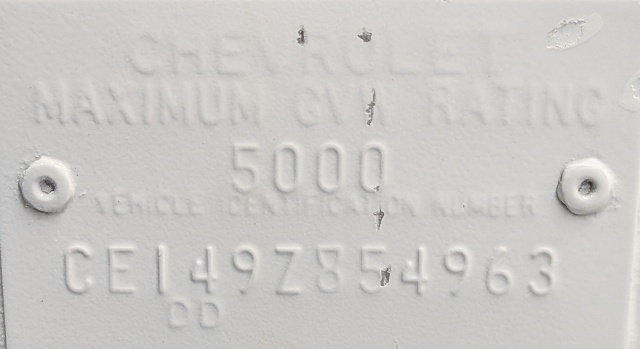 CHEVROLET
MAXIMUM GVW RATING
5000
VEHICLE IDENTIFICATION NUMBER
CE149Z854963
DD